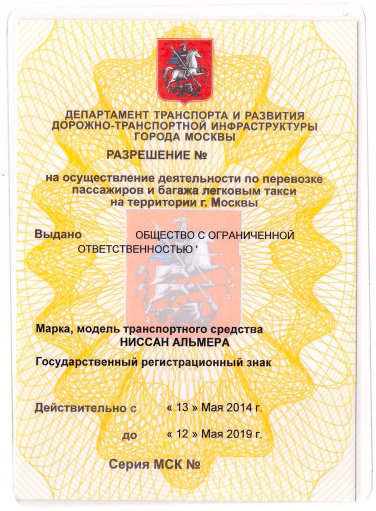 ДЕПАРТАМЕНТ ТРАНСПОРТА И РАЗВИТИЯ
ДОРОЖНО-ТРАНСПОРТНОЙ ИНФРАСТРУКТУРЫ
ГОРОДА МОСКВЫ
РАЗРЕШЕНИЕ №
на осуществление деятельности по перевозке
пассажиров и багажа легковым такси
на территории г. Москвы
Выдано ОБЩЕСТВО С ОГРАНИЧЕННОЙ
ОТВЕТСТВЕННОСТЬЮ '
Марка, модель транспортного средства
НИССАН АЛЬМЕРА
Государственный регистрационный знак
Действительно с « 13 » Мая 2014 г.
до « 12 » Мая 2019 г.
Серия МСК №